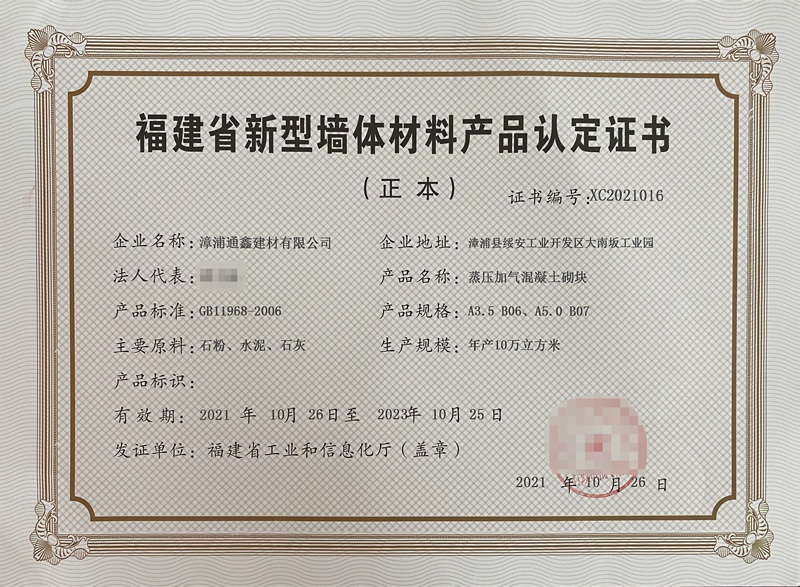 福建省新型墙体材料产品认定证书
（正 本）
证书编号:XC2021016
企业名称: 漳浦通鑫建材有限公司 企业地址: 漳浦县绥安工业开发区大南坂工业园
法人代表: 产品名称: 蒸压加气混凝土砌块
产品标准: GB11968-2006 产品规格: A3.5 B06、A5.0 B07
主要原料: 石粉、水泥、石灰 生产规模: 年产10万立方米
产品标识:
有效期: 2021 年 10月 26日至 2023年 10月 25 日
发证单位: 福建省工业和信息化厅（盖章）
2021 年 10 月 26 日